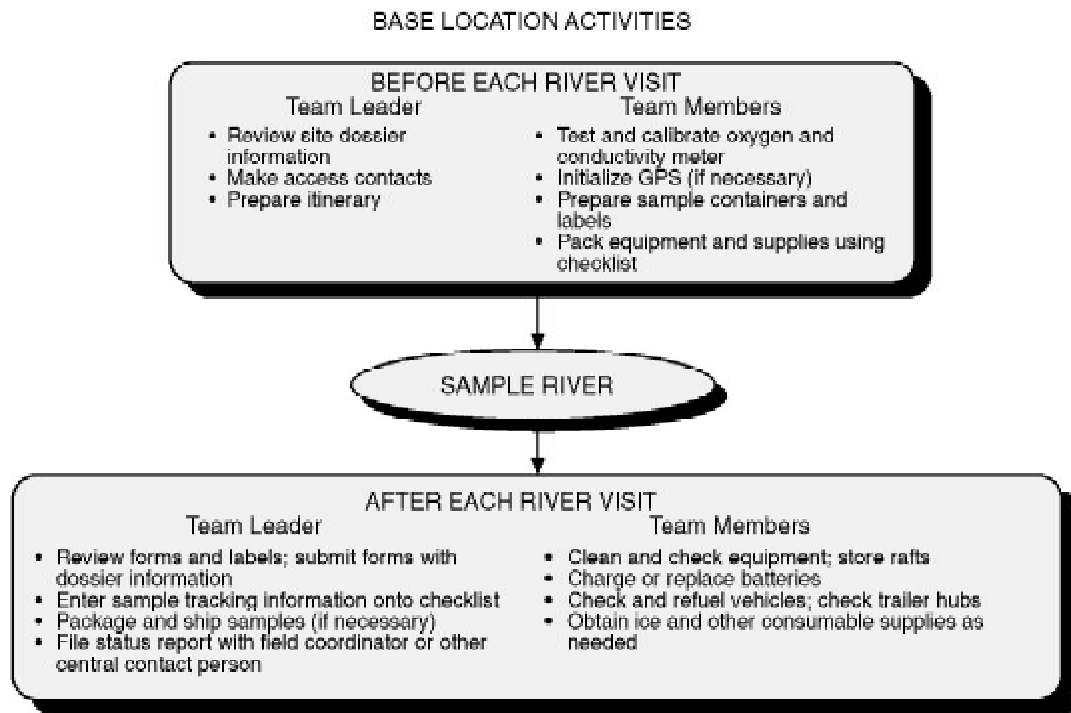 BASE LOCATION ACTIVITIES
BEFORE EACH RIVER VISIT
Team Leader
• Review site dossier
information
• Make access contacts
• Prepare itinerary
Team Members
• Test and calibrate oxygen and
conductivity meter
• Initialize GPS (if necessary)
• Prepare sample containers and
labels
• Pack equipment and supplies using
checklist
SAMPLE RIVER
AFTER EACH RIVER VISIT
Team Leader
• Review forms and labels; submit forms with
dossier information
• Enter sample tracking information onto checklist
• Package and ship samples (if necessary)
• File status report with field coordinator or other
central contact person
Team Members
• Clean and check equipment; store rafts
• Charge or replace batteries
• Check and refuel vehicles; check trailer hubs
• Obtain ice and other consumable supplies as
needed